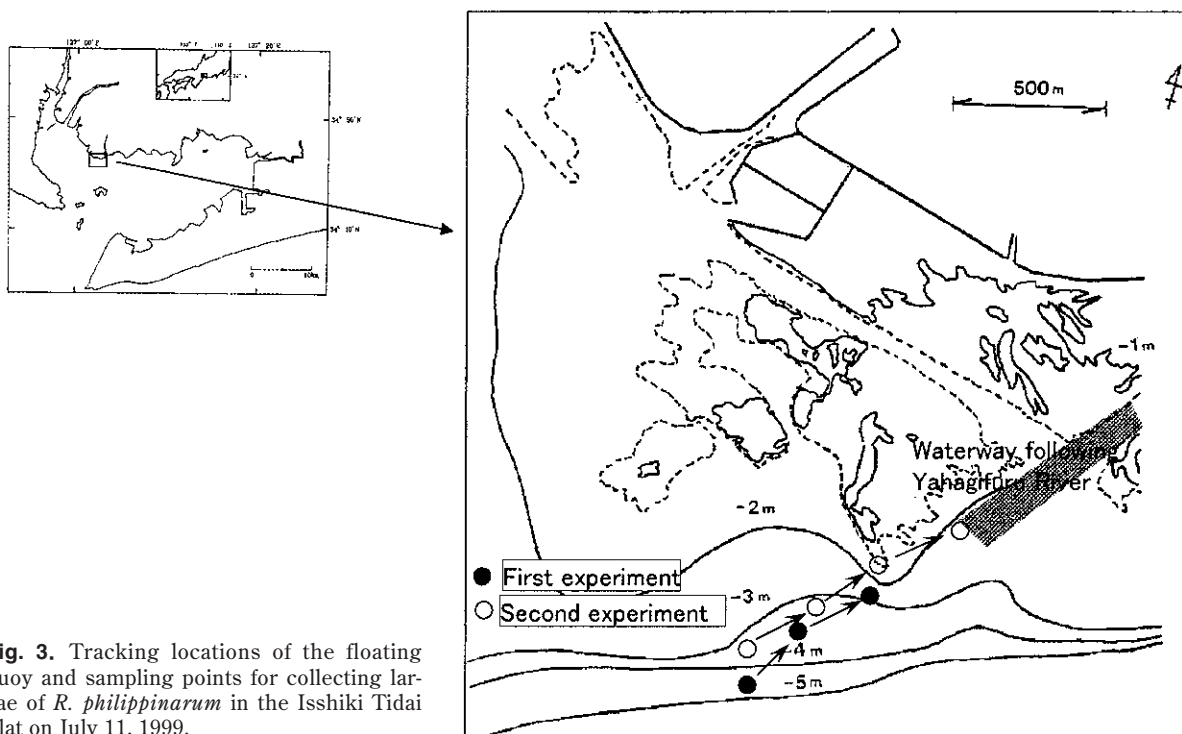 500 m
-1 m
Waterway following
Yahagifuru River
-2 m
First experiment
-3 m
Second experiment
-4 m
-5 m
ig. 3. Tracking locations of the floating
uoy and sampling points for collecting lar-
ae of R. philippinarum in the Isshiki Tidai
lat on July 11, 1999.